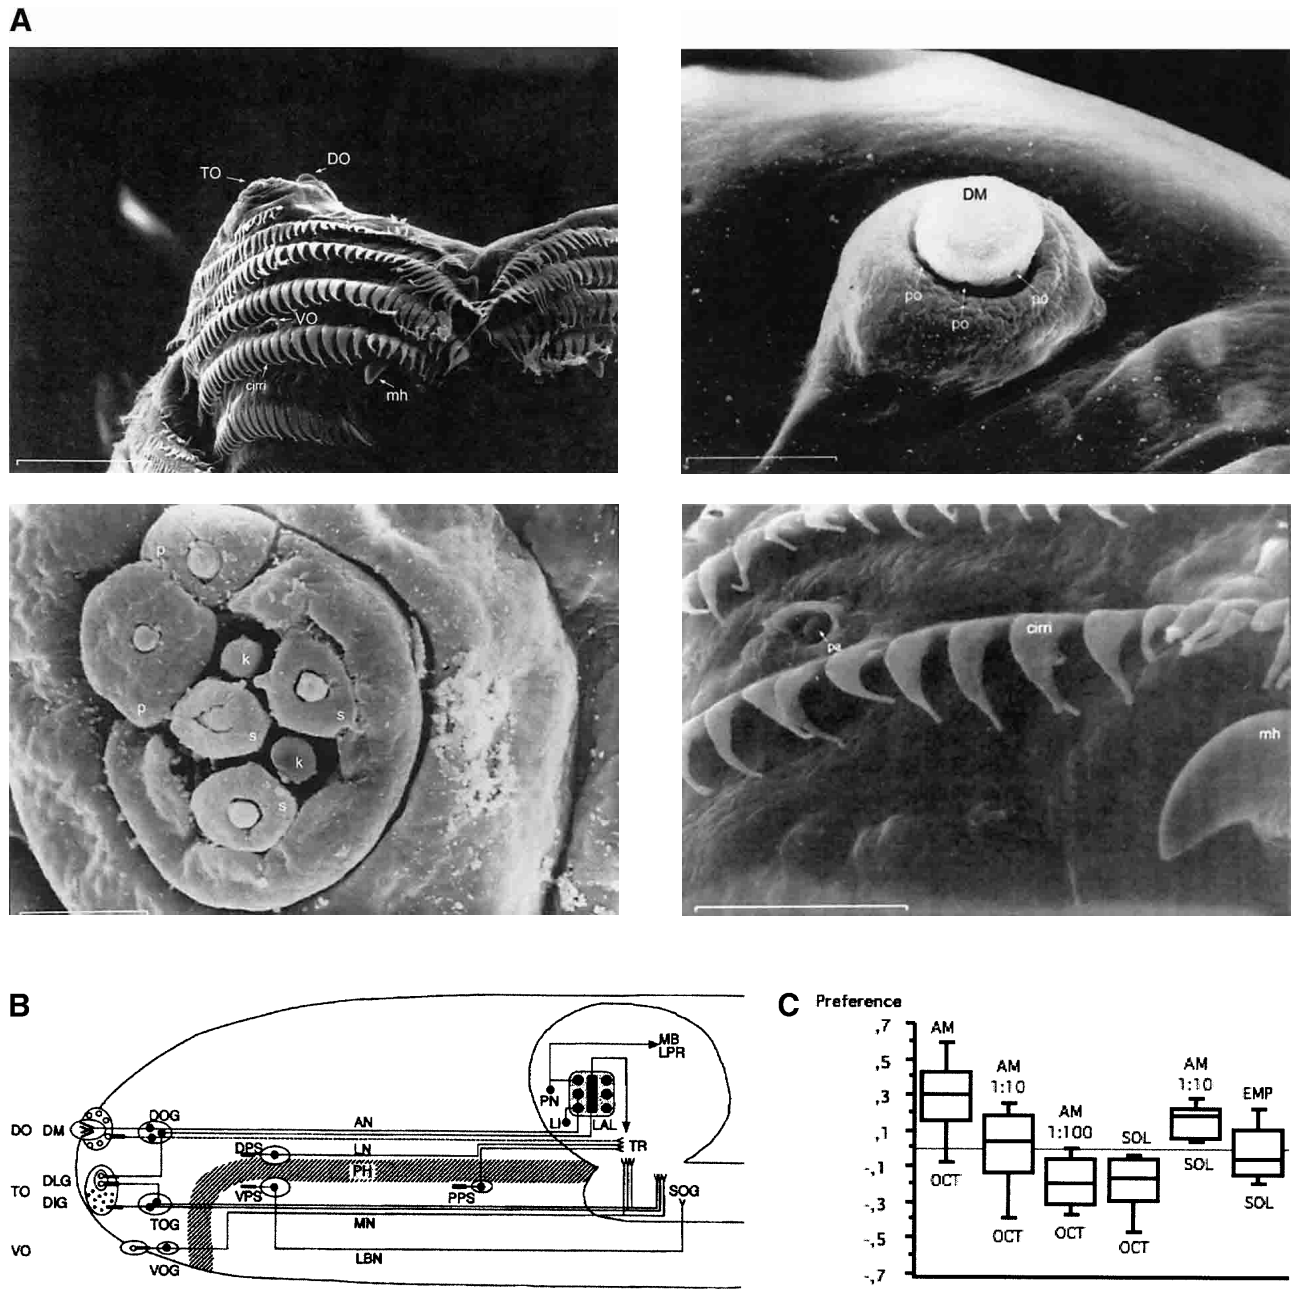 A
TO
DO
VO
cirri
mh
DM
po
po
po
p
k
p
s
s
k
s
cirri
pa
mh
B
DO DM
DOG
AN
LN
DPS
PH
DLG
TO
DIG
VPS
PPS
TOG
MN
VO
VOG
LBN
MB
LPR
PN
LI
LAL
TR
SOG
C Preference
,7
,5
,3
,1
-,1
-,3
-,5
-,7
AM
OCT
AM
1:10
OCT
AM
1:100
OCT
SOL
OCT
AM
1:10
SOL
EMP
SOL